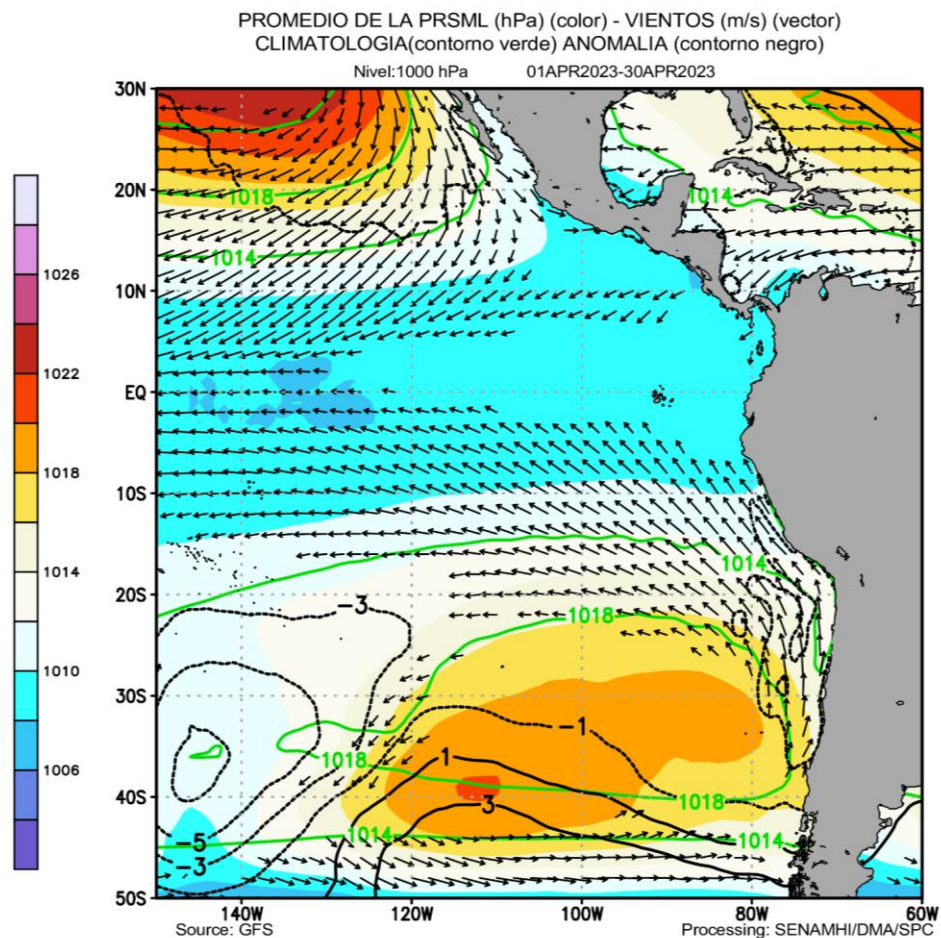 PROMEDIO DE LA PRSML (hPa) (color) - VIENTOS (m/s) (vector)
CLIMATOLOGIA(contorno verde) ANOMALIA (contorno negro)
Nivel:1000 hPa 01APR2023-30APR2023
30N
20N
10N
EQ
10S
20S
30S
40S
50S
1026
1022
1018
1014
1010
1006
1018
1014
1014
1014
-3
1018
-1
1018
1
1018
3
1014
1014
-5
-3
140W 120W 100W 80W 60W
Source: GFS Processing: SENAMHI/DMA/SPC